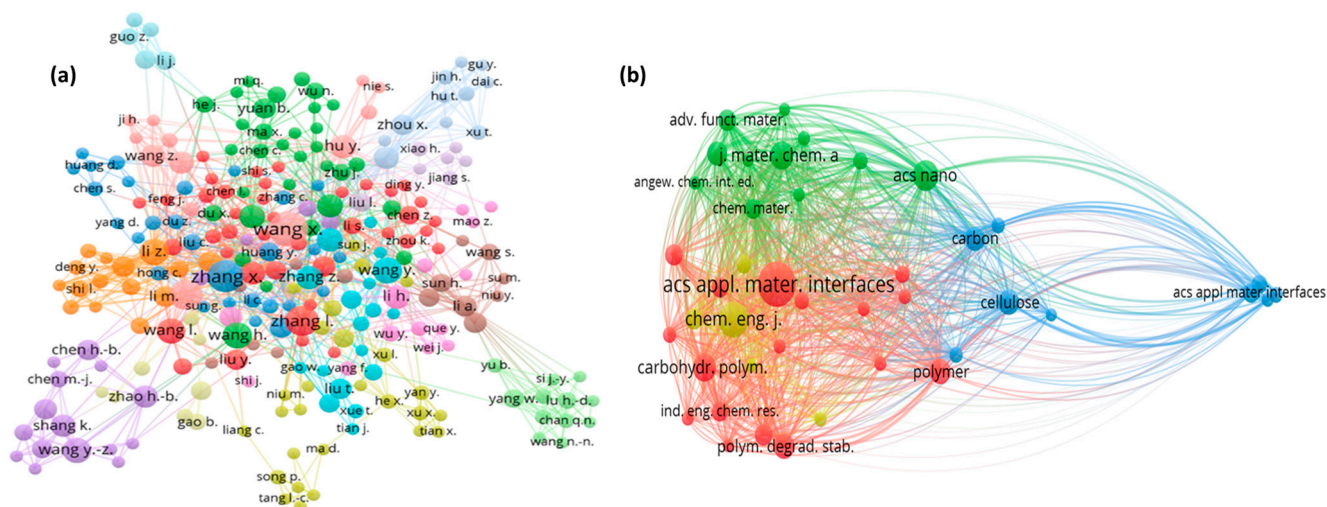 (a)
guo z.
li j.
mi q.
wu n.
nie s.
gu y.
jin h.
dai c.
he j.
yuan b.
hu t.
ji h.
ma x.
zhou x.
xu t.
wang z.
chen c.
hu y.
xiao h.
huang d.
shi s.
zhu j.
chen s.
feng j.
chen l.
zhang c.
ding y.
jiang s.
yang d.
du z.
du x.
liu l.
chen z.
mao z.
liu c.
wang x.
li s.
zhou k.
li z.
huang y.
sun j.
wang s.
deng y.
hong c.
zhang x.
zhang z.
wang y.
sun h.
su m.
shi l.
li m.
sun g.
li c.
li h.
li a.
niu y.
wang l.
wang h.
zhang l.
wu y.
que y.
chen h.-b.
liu y.
xu l.
wei j.
chen m.-j.
shi j.
gao w.
yang f.
yu b.
zhao h.-b.
niu m.
liu t.
he x.
yan y.
yang w.
si j.-y.
shang k.
gao b.
liang c.
xue t.
xu x.
lu h.-d.
tian j.
tian x.
chan q.n.
wang y.-z.
ma d.
wang n.-n.
song p.
tang l.-c.
(b)
adv. funct. mater.
j. mater. chem. a
angew. chem. int. ed.
acs nano
chem. mater.
carbon
acs appl. mater. interfaces
acs appl mater interfaces
cellulose
chem. eng. j.
carbohydr. polym.
polymer
ind. eng. chem. res.
polym. degrad. stab.